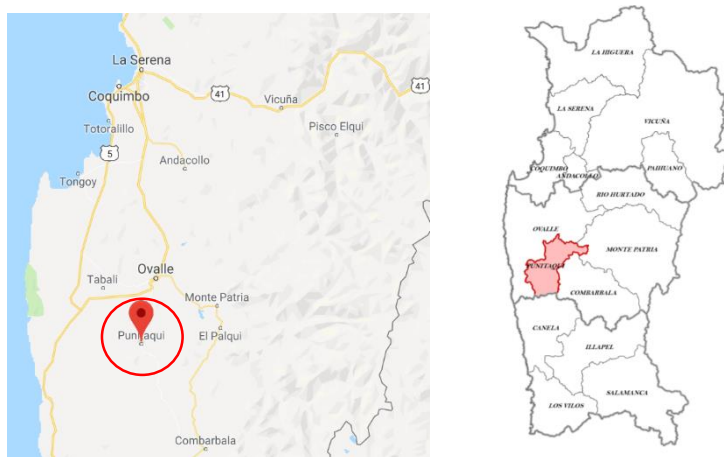 La Serena
41
Coquimbo
Vicuña
41
Totoralillo
Pisco Elqui
5
Andacollo
Tongoy
Ovalle
Tabalí
Monte Patria
Punitaqui
El Palqui
Combarbala
LA HIGUERA
LA SERENA
VICUÑA
COQUIMBO
ANDACOLLO
PAIHUANO
RIO HURTADO
OVALLE
MONTE PATRIA
PUNITAQUI
COMBARBALA
CANELA
ILLAPEL
SALAMANCA
LOS VILOS